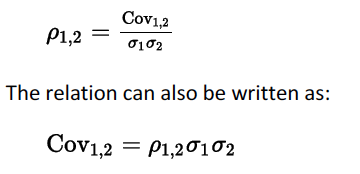 ρ₁,₂ = Cov₁,₂ / σ₁σ₂
The relation can also be written as:
Cov₁,₂ = ρ₁,₂σ₁σ₂